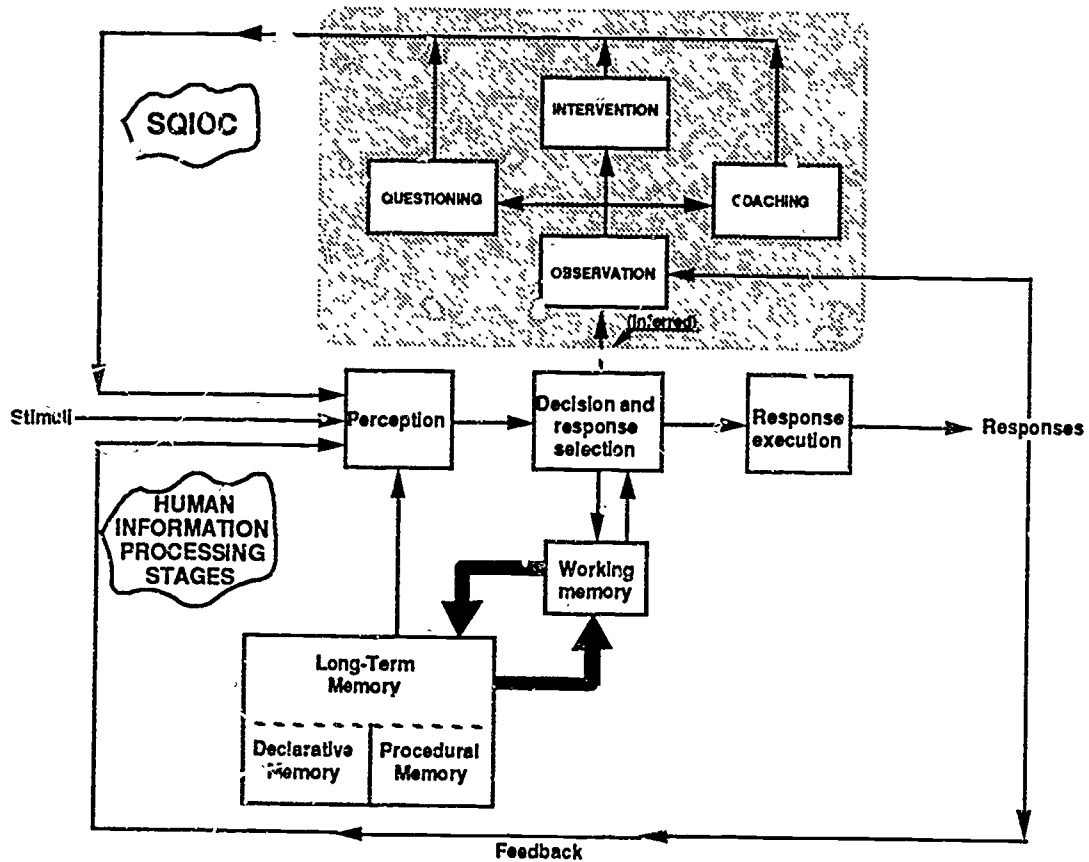 SQIOC
INTERVENTION
QUESTIONING
COACHING
OBSERVATION
(Inferred)
Stimuli
Perception
Decision and
response
selection
Response
execution
Responses
HUMAN
INFORMATION
PROCESSING
STAGES
Working
memory
Long-Term
Memory
Declarative
Memory
Procedural
Memory
Feedback